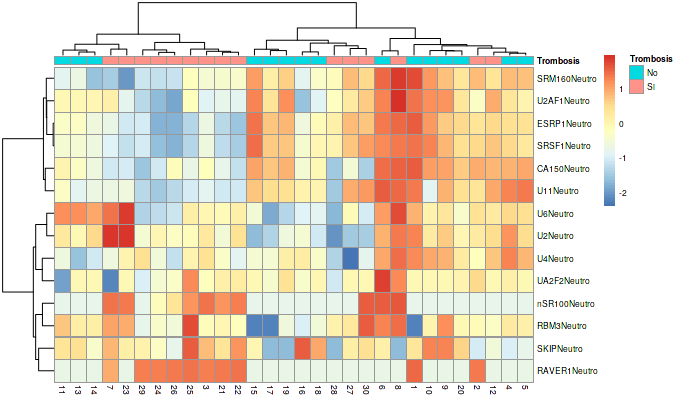 Trombosis
Trombosis
No
SI
1
0
-1
-2
SRM160Neutro
U2AF1Neutro
ESRP1Neutro
SRSF1Neutro
CA150Neutro
U11Neutro
U6Neutro
U2Neutro
U4Neutro
UA2F2Neutro
nSR100Neutro
RBM3Neutro
SKIPNeutro
RAVER1Neutro
11 13 14 7 23 29 24 26 25 3 21 22 15 17 19 16 18 28 27 30 6 8 1 10 9 20 2 12 4 5